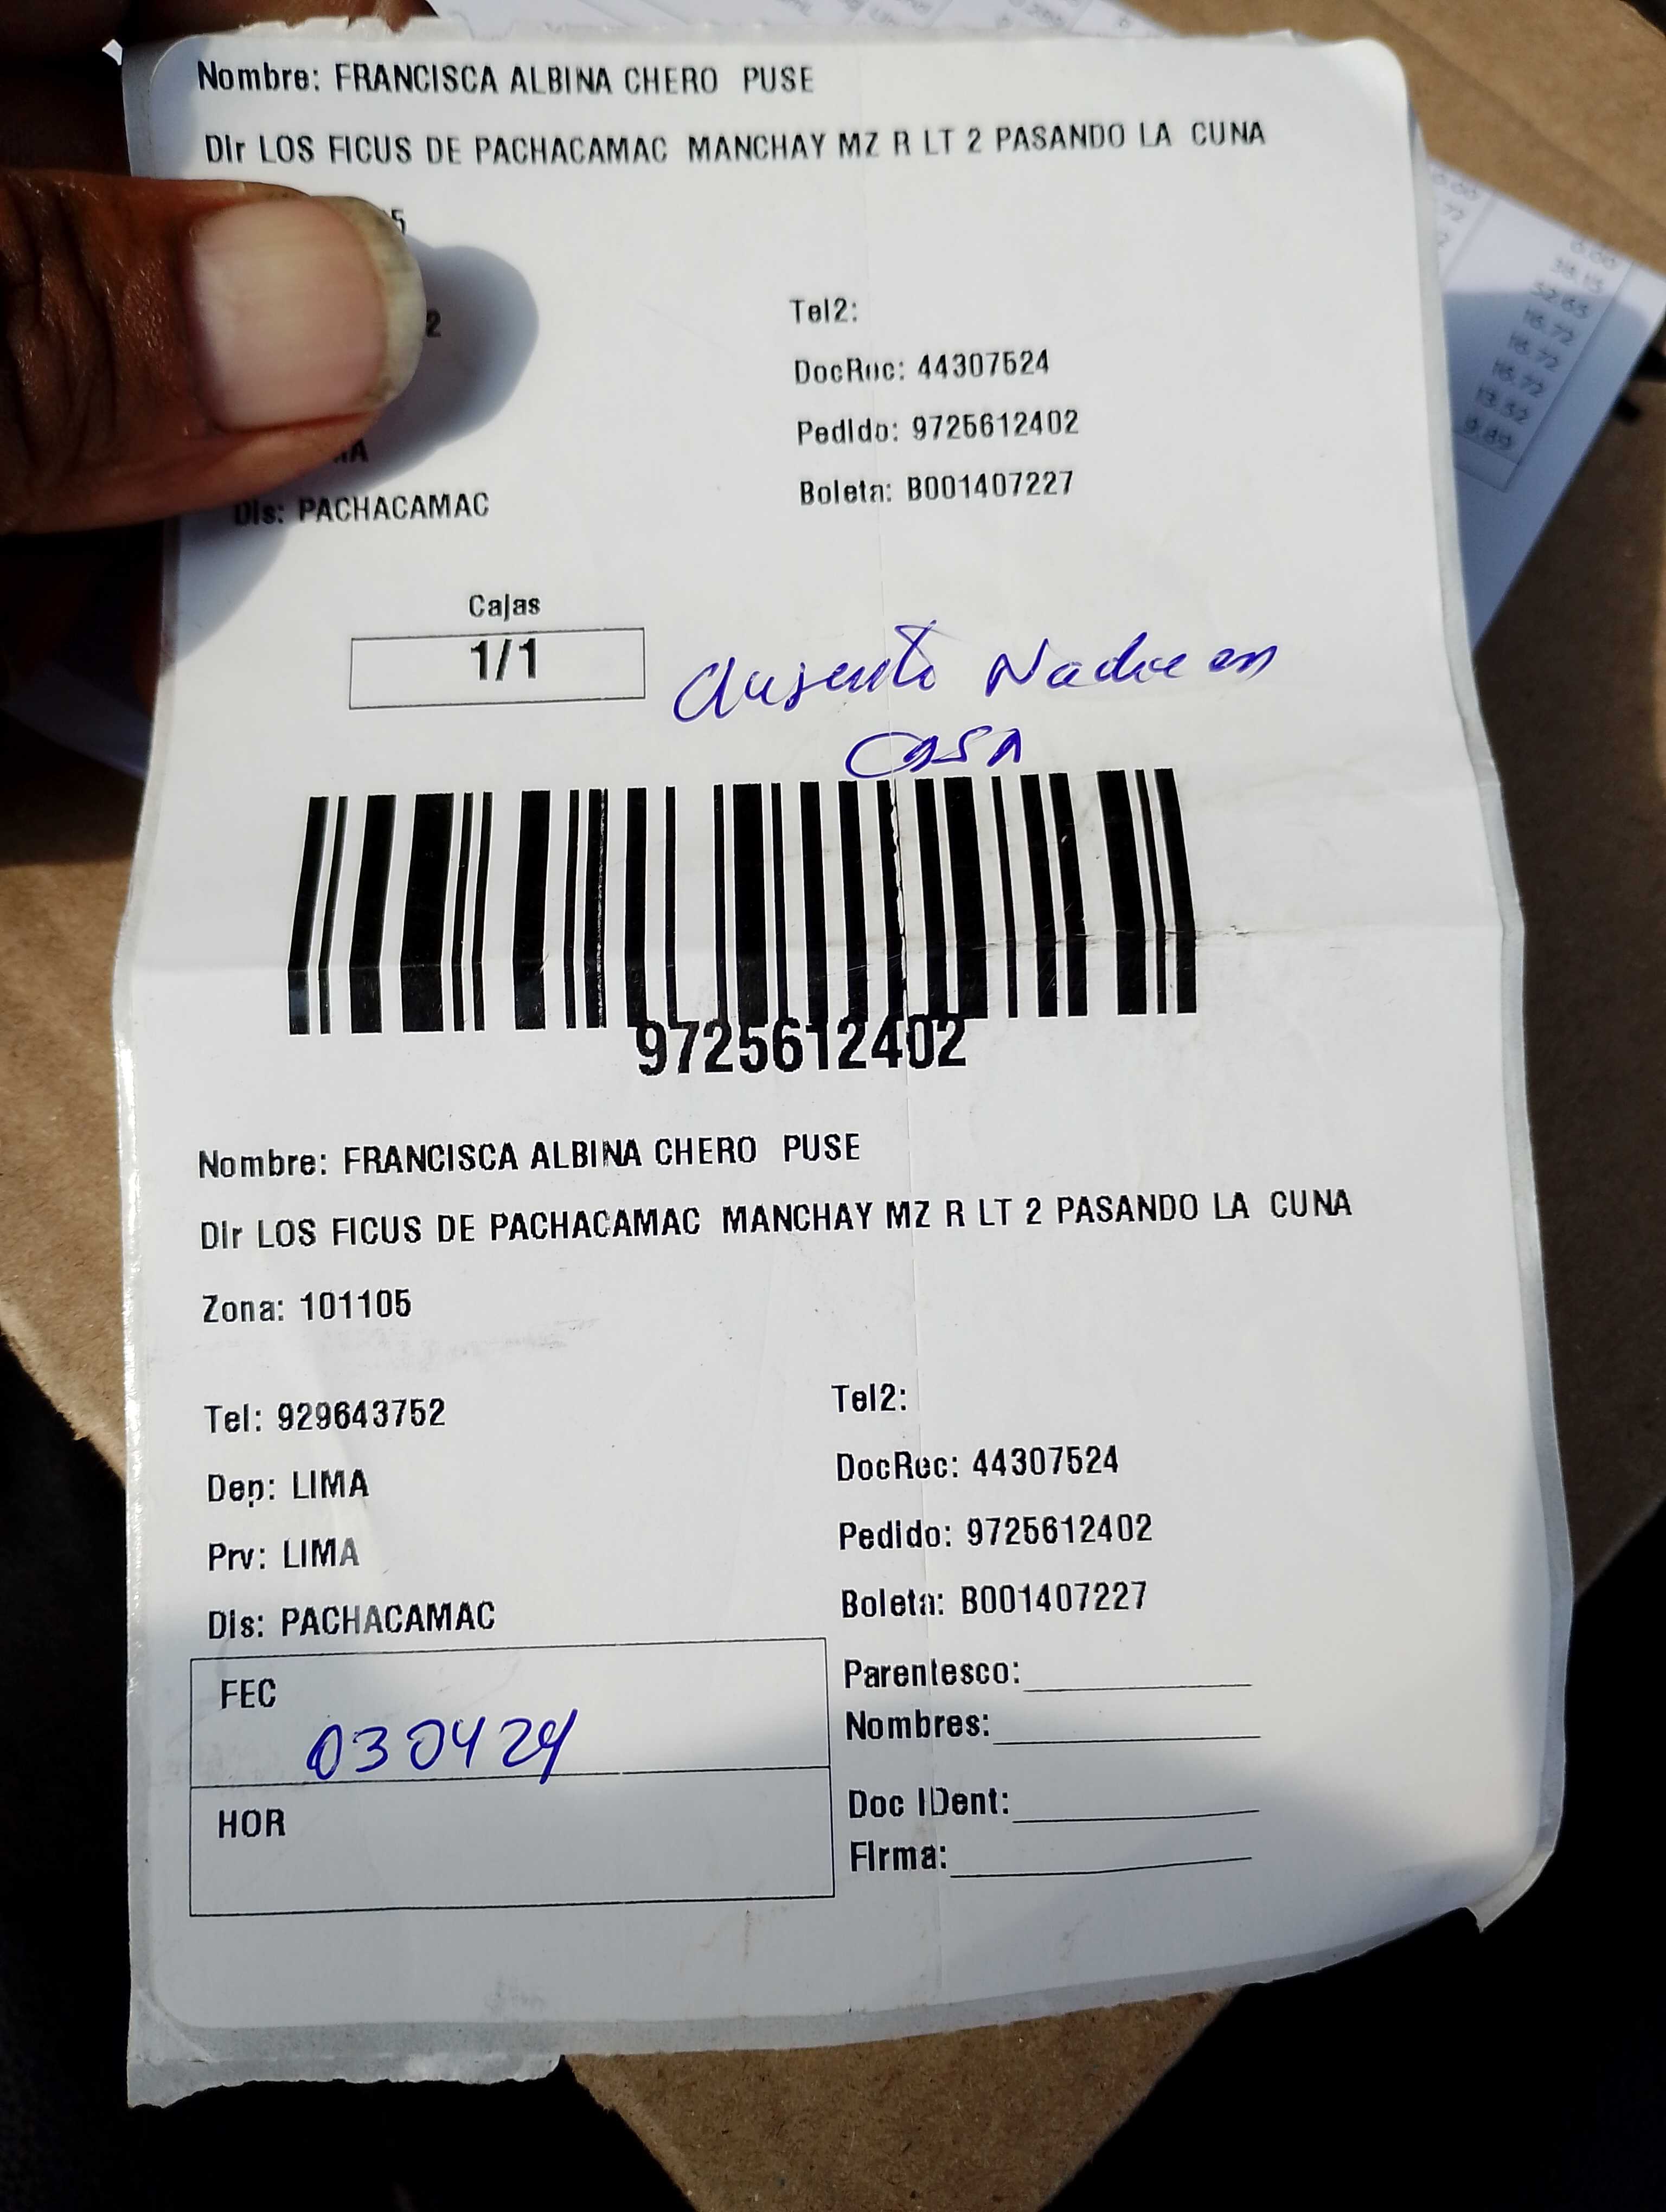 Nombre: FRANCISCA ALBINA CHERO PUSE
Dir LOS FICUS DE PACHACAMAC MANCHAY MZ R LT 2 PASANDO LA CUNA
5
2
Tel2:
DocRec: 44307524
Pedido: 9725612402
MA
Boleta: B001407227
Dis: PACHACAMAC
Cajas
1/1
Ausente Nadie en
CASA
9725612402
Nombre: FRANCISCA ALBINA CHERO PUSE
Dir LOS FICUS DE PACHACAMAC MANCHAY MZ R LT 2 PASANDO LA CUNA
Zona: 101105
Tel: 929643752
Tel2:
Dep: LIMA
DocRec: 44307524
Prv: LIMA
Pedido: 9725612402
Dis: PACHACAMAC
Boleta: B001407227
FEC
030424
HOR
Parentesco:
Nombres:
Doc IDent:
Firma: